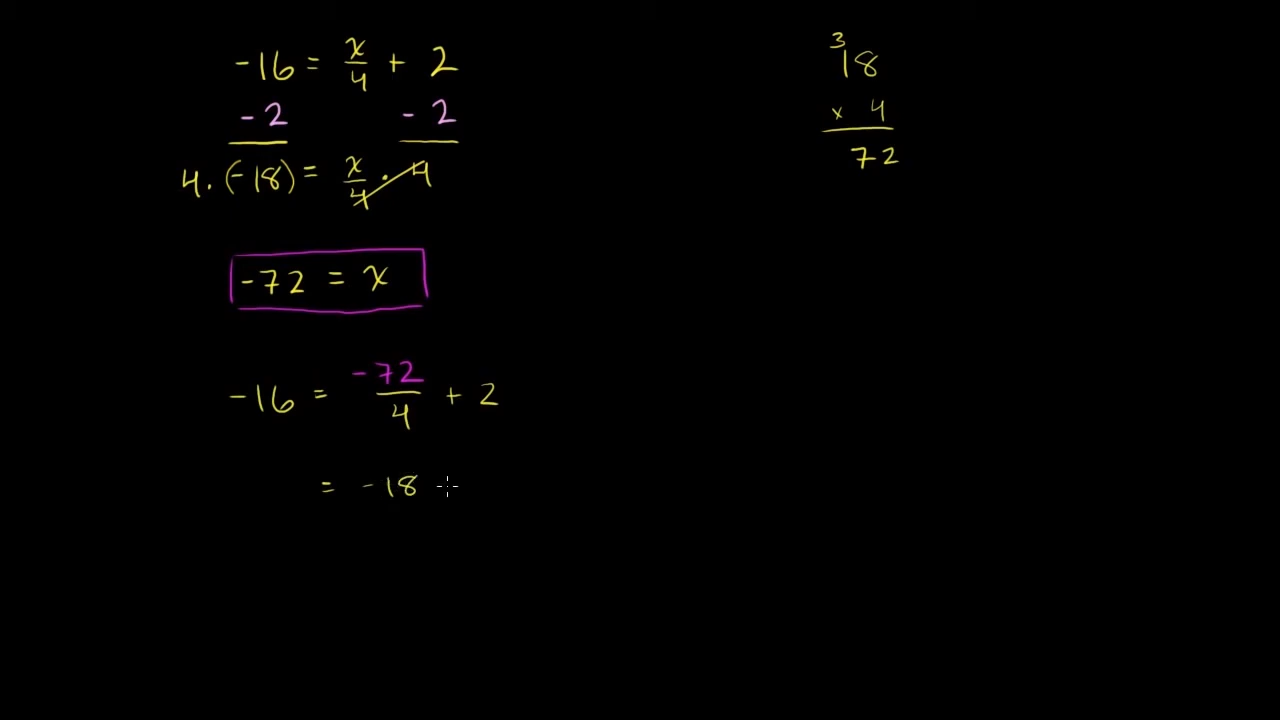 -16 = x/4 + 2
-2 -2
4 · (-18) = x/4 · 4
-72 = x
-16 = -72/4 + 2
= -18
3
18
x 4
72